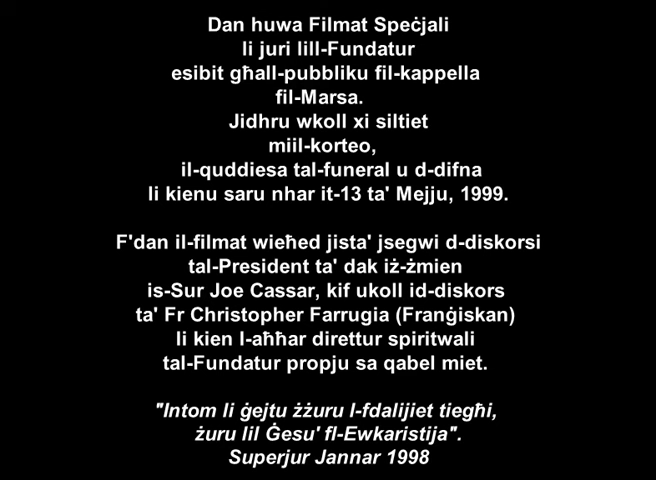 Dan huwa Filmat Speċjali
li juri lill-Fundatur
esibit għall-pubbliku fil-kappella
fil-Marsa.
Jidhru wkoll xi siltiet
miil-korteo,
il-quddiesa tal-funeral u d-difna
li kienu saru nhar it-13 ta' Mejju, 1999.
F'dan il-filmat wieħed jista' jsegwi d-diskorsi
tal-President ta' dak iż-żmien
is-Sur Joe Cassar, kif ukoll id-diskors
ta' Fr Christopher Farrugia (Franġiskan)
li kien l-aħħar direttur spiritwali
tal-Fundatur propju sa qabel miet.
"Intom li ġejtu żżuru l-fdalijiet tiegħi,
żuru lil Ġesu' fl-Ewkaristija".
Superjur Jannar 1998